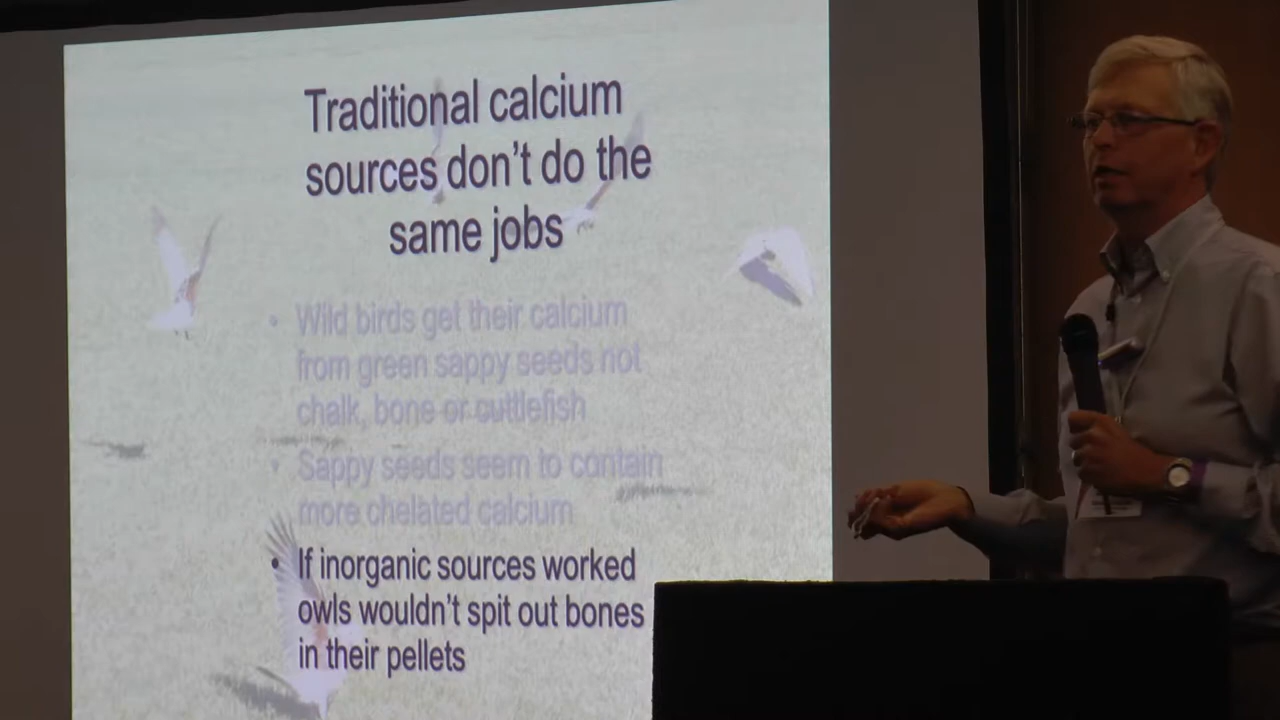 Traditional calcium
sources don't do the
same jobs
• Wild birds get their calcium
from green sappy seeds not
chalk, bone or cuttlefish
• Sappy seeds seem to contain
more chelated calcium
• If inorganic sources worked
owls wouldn't spit out bones
in their pellets